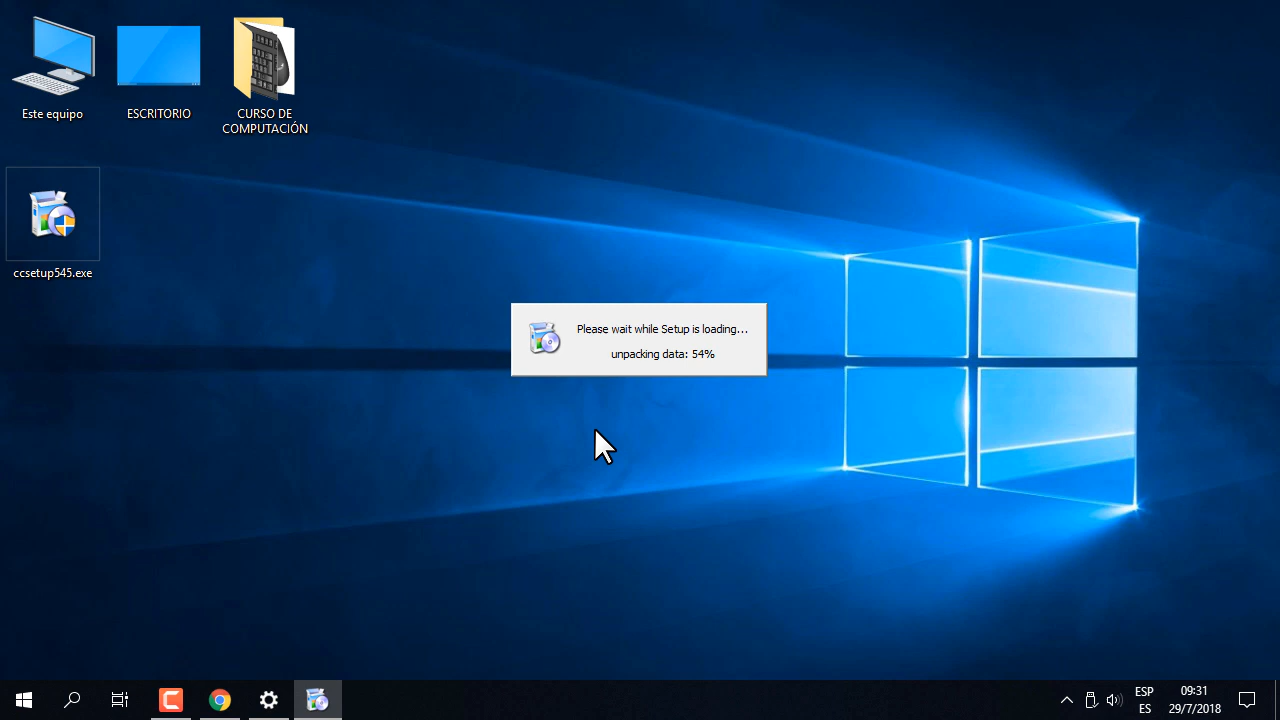 Este equipo
ESCRITORIO
CURSO DE
COMPUTACIÓN
ccsetup545.exe
Please wait while Setup is loading...
unpacking data: 54%
ESP
ES
09:31
29/7/2018